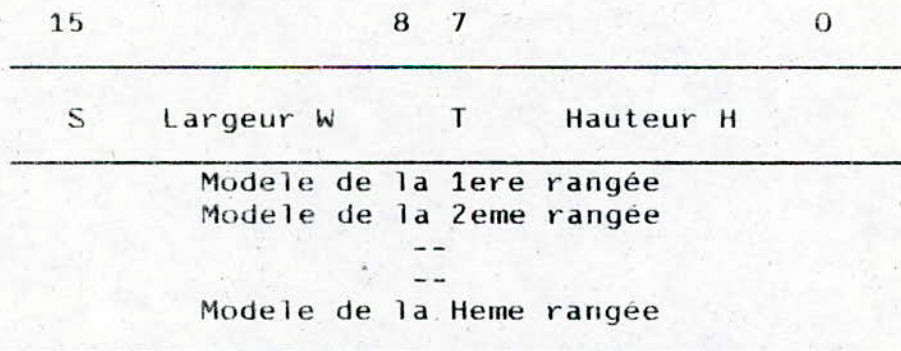 15 8 7 0
S Largeur W T Hauteur H
Modele de la 1ere rangée
Modele de la 2eme rangée
--
--
Modele de la Heme rangée